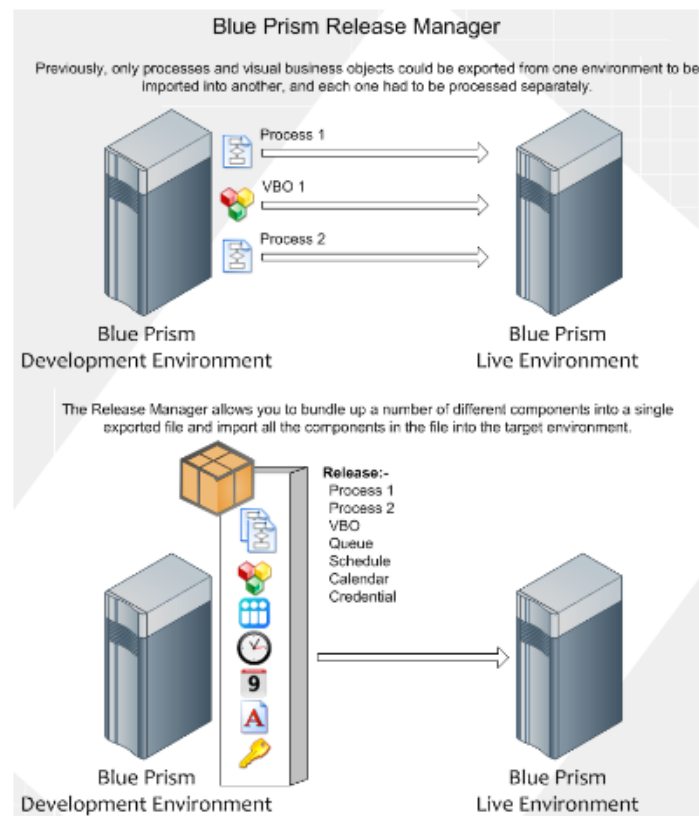 Blue Prism Release Manager
Previously, only processes and visual business objects could be exported from one environment to be
imported into another, and each one had to be processed separately.
Process 1
VBO 1
Process 2
Blue Prism
Development Environment
Blue Prism
Live Environment
The Release Manager allows you to bundle up a number of different components into a single
exported file and import all the components in the file into the target environment.
Release:-
Process 1
Process 2
VBO
Queue
Schedule
Calendar
Credential
9
A
Blue Prism
Development Environment
Blue Prism
Live Environment